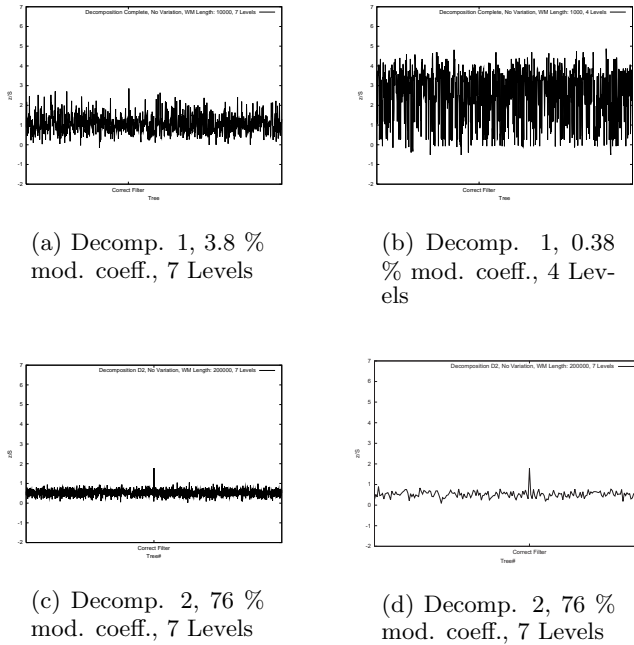 Decomposition Complete, No Variation, WM Length: 10000, 7 Levels
7
6
5
4
3
2
1
0
-1
-2
z/S
Correct Filter
Tree
(a) Decomp. 1, 3.8 %
mod. coeff., 7 Levels
Decomposition Complete, No Variation, WM Length: 1000, 4 Levels
7
6
5
4
3
2
1
0
-1
-2
z/S
Correct Filter
Tree
(b) Decomp. 1, 0.38
% mod. coeff., 4 Lev-
els
Decomposition D2, No Variation, WM Length: 200000, 7 Levels
7
6
5
4
3
2
1
0
-1
-2
z/S
Correct Filter
Tree#
(c) Decomp. 2, 76 %
mod. coeff., 7 Levels
Decomposition D2, No Variation, WM Length: 200000, 7 Levels
7
6
5
4
3
2
1
0
-1
-2
z/S
Correct Filter
Tree#
(d) Decomp. 2, 76 %
mod. coeff., 7 Levels